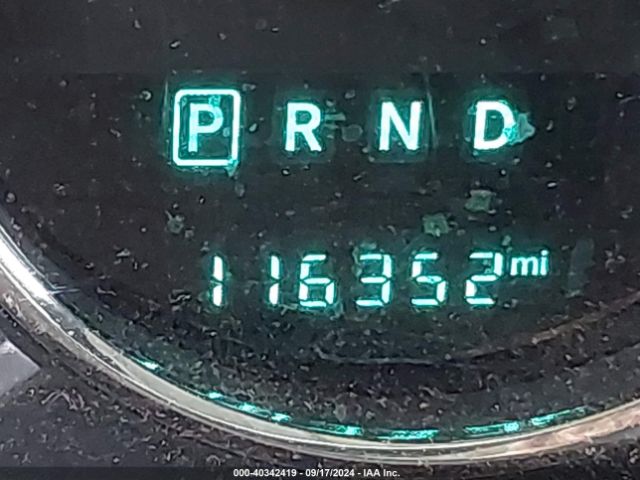 P R N D
116352 mi
000-40342419 - 09/17/2024 - IAA Inc.